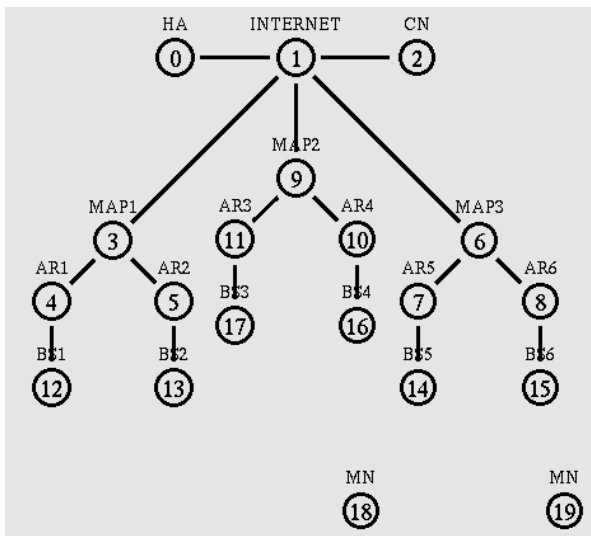 HA INTERNET CN
0 1 2
MAP2
9
MAP1 AR3 AR4 MAP3
3 11 10 6
AR1 AR2 AR5 AR6
4 5 7 8
BS3 BS4
17 16
BS1 BS2 BS5 BS6
12 13 14 15
MN MN
18 19